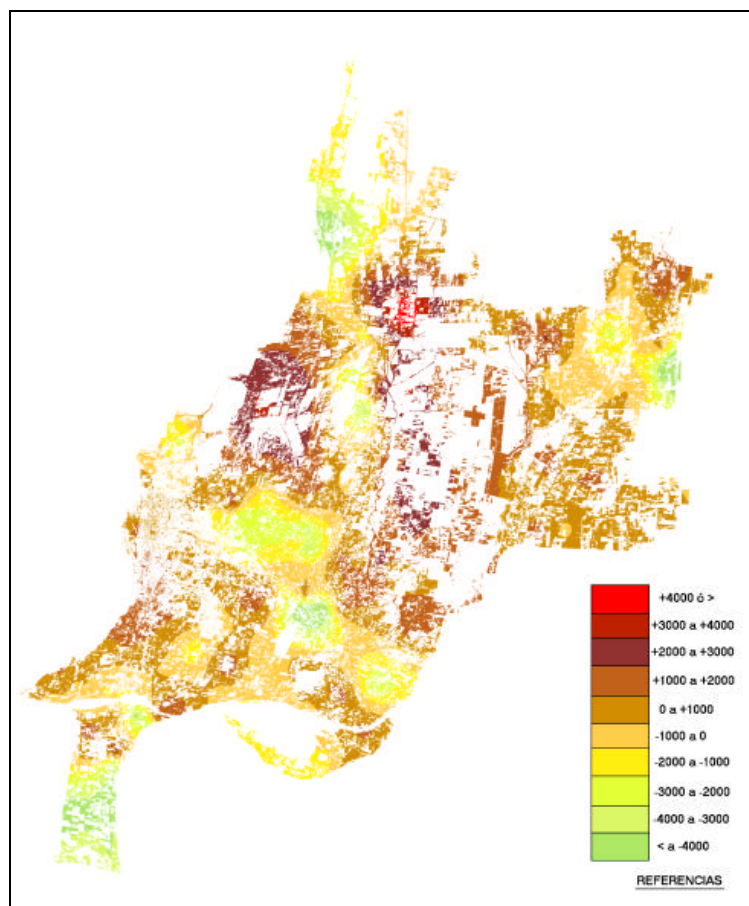 +4000 ó >
+3000 a +4000
+2000 a +3000
+1000 a +2000
0 a +1000
-1000 a 0
-2000 a -1000
-3000 a -2000
-4000 a -3000
< a -4000
REFERENCIAS